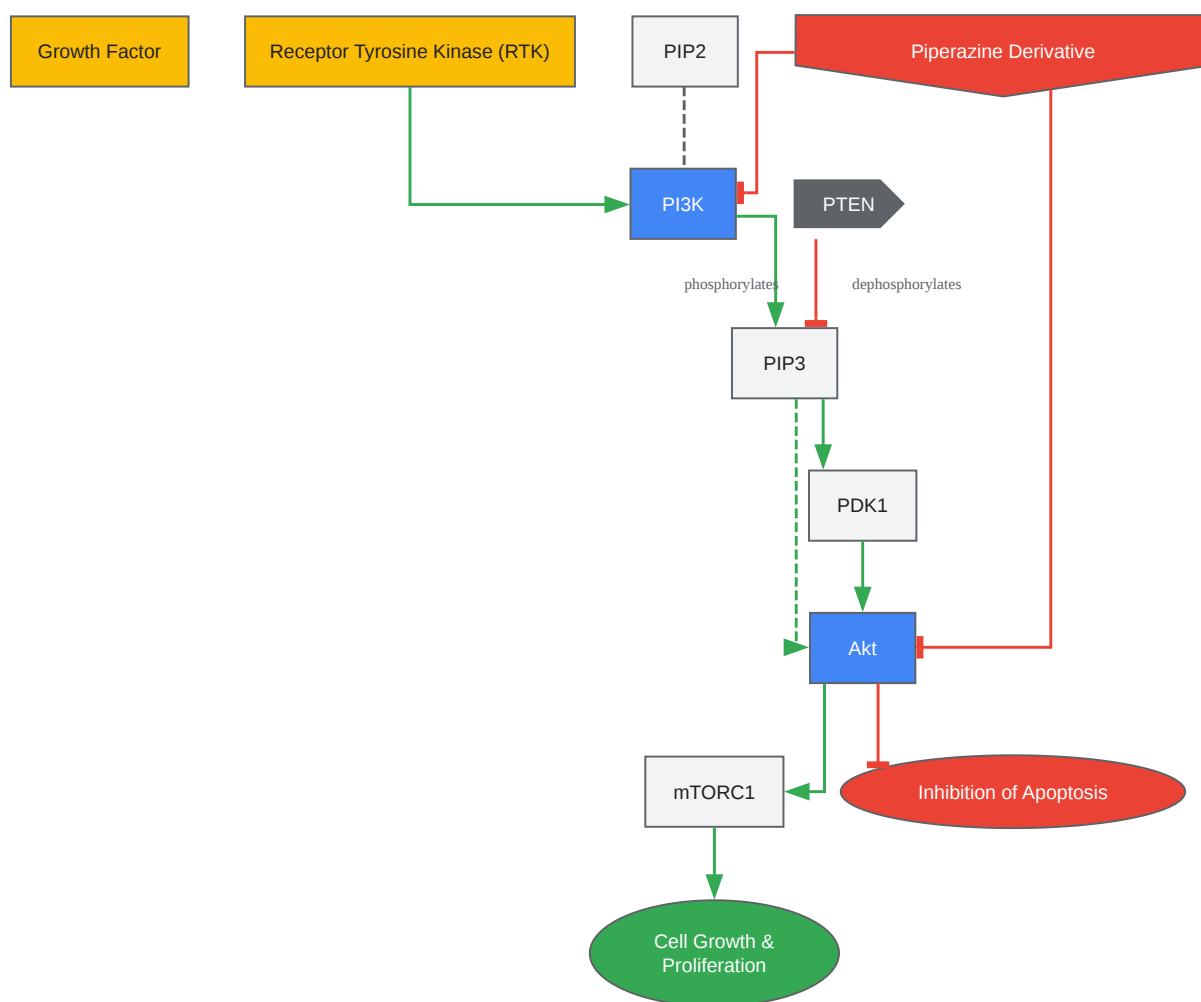 Growth Factor
Receptor Tyrosine Kinase (RTK)
PIP2
Piperazine Derivative
PI3K
PTEN
phosphorylates
dephosphorylates
PIP3
PDK1
Akt
mTORC1
Inhibition of Apoptosis
Cell Growth &
Proliferation